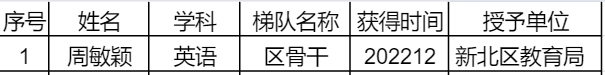 序号 姓名 学科 梯队名称 获得时间 授予单位
1 周敏颖 英语 区骨干 202212 新北区教育局